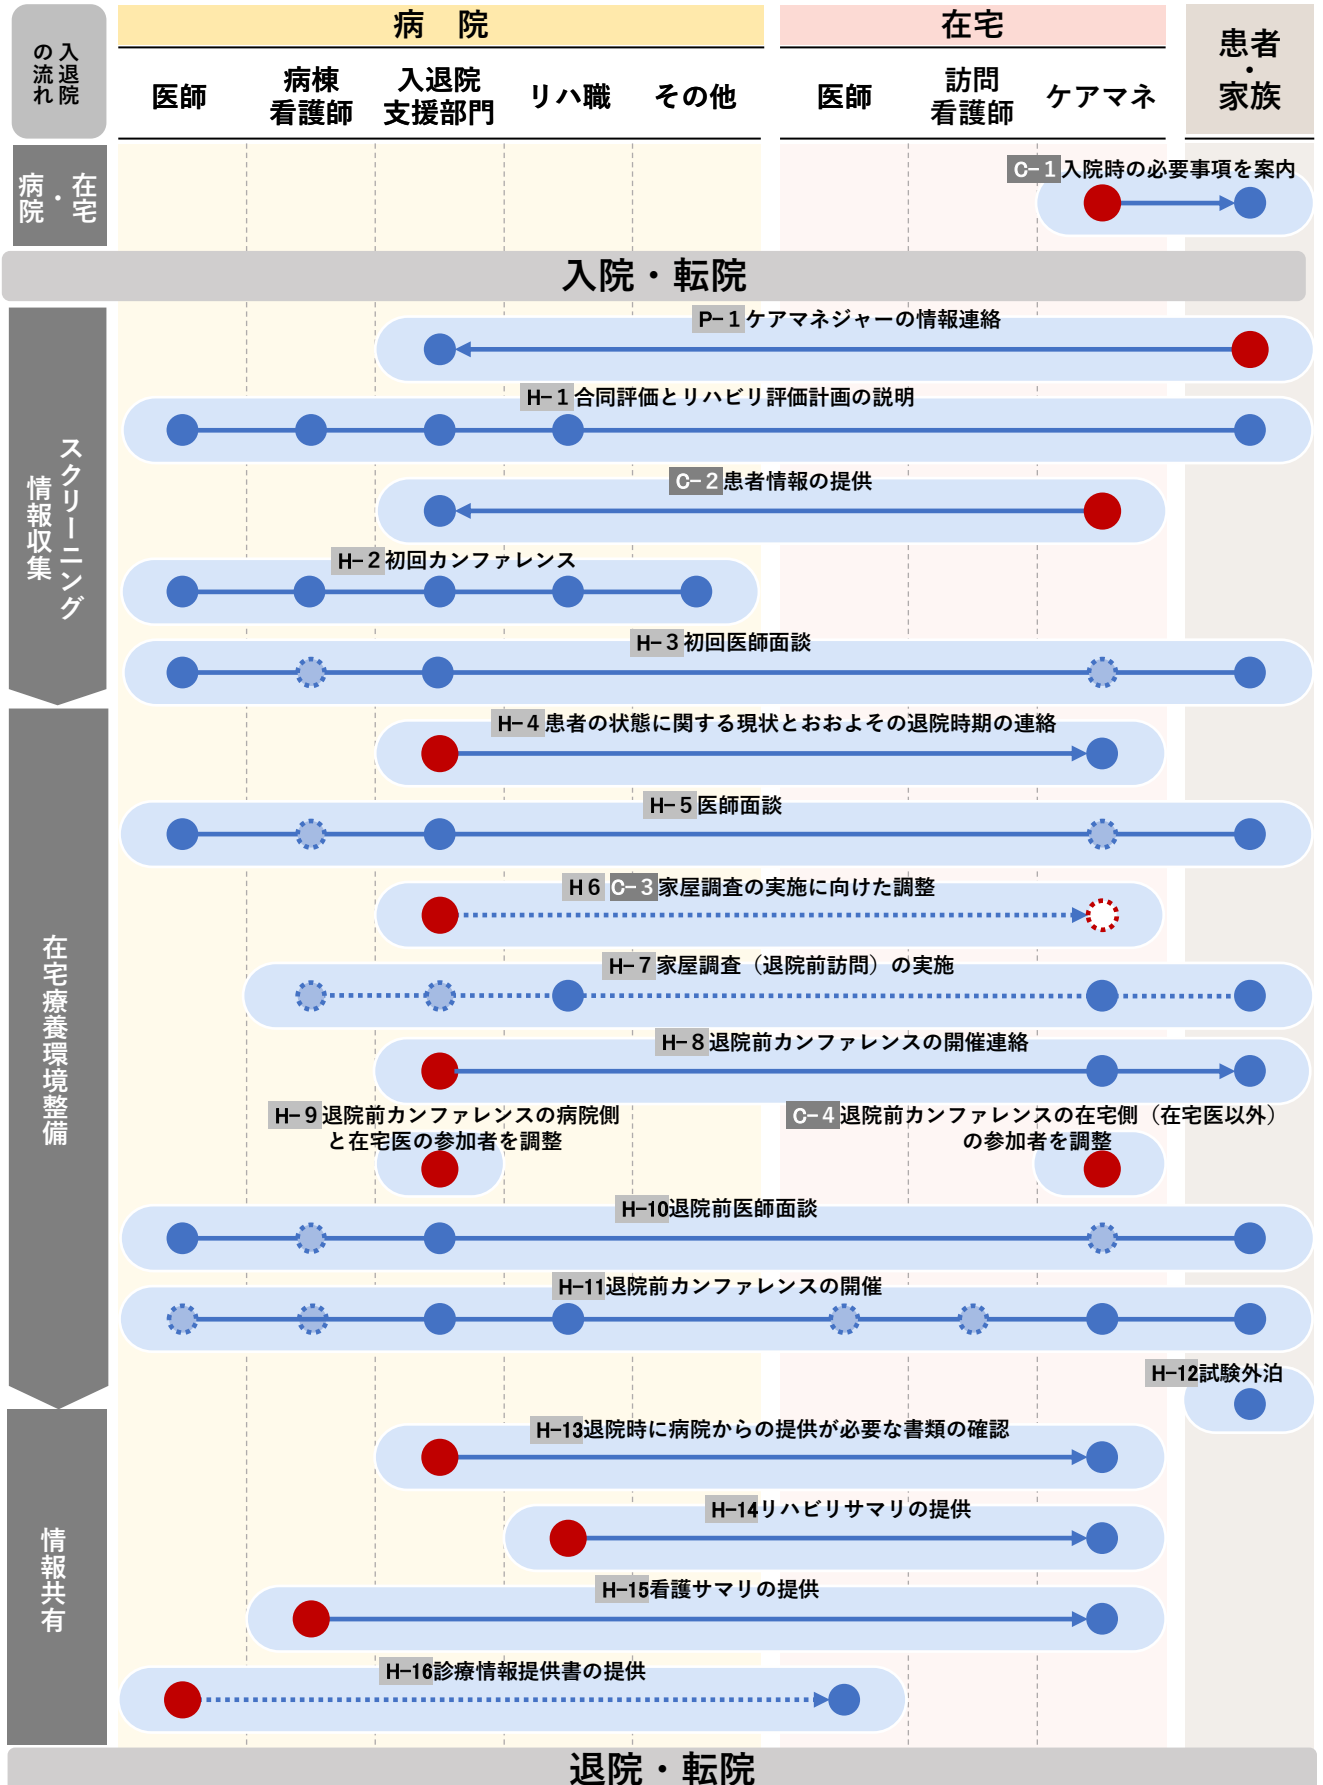 入退院
の流れ
病　院
在宅
患者
・
家族
医師
病棟
看護師
入退院
支援部門
リハ職
その他
医師
訪問
看護師
ケアマネ
在宅
・
病院
C-１入院時の必要事項を案内
入院・転院
スクリーニング
情報収集
P-１ケアマネジャーの情報連絡
H-１合同評価とリハビリ評価計画の説明
C-２患者情報の提供
H-２初回カンファレンス
H-３初回医師面談
在宅療養環境整備
H-４患者の状態に関する現状とおおよその退院時期の連絡
H-５医師面談
H６ C-３家屋調査の実施に向けた調整
H-７家屋調査（退院前訪問）の実施
H-８退院前カンファレンスの開催連絡
H-９退院前カンファレンスの病院側
と在宅医の参加者を調整
C-４退院前カンファレンスの在宅側（在宅医以外）
の参加者を調整
H-10退院前医師面談
H-11退院前カンファレンスの開催
H-12試験外泊
情報共有
H-13退院時に病院からの提供が必要な書類の確認
H-14リハビリサマリの提供
H-15看護サマリの提供
H-16診療情報提供書の提供
退院・転院